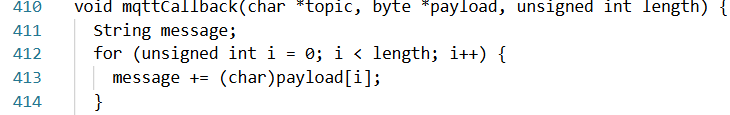 410 void mqttCallback(char *topic, byte *payload, unsigned int length) {
411 String message;
412 for (unsigned int i = 0; i < length; i++) {
413 message += (char)payload[i];
414 }